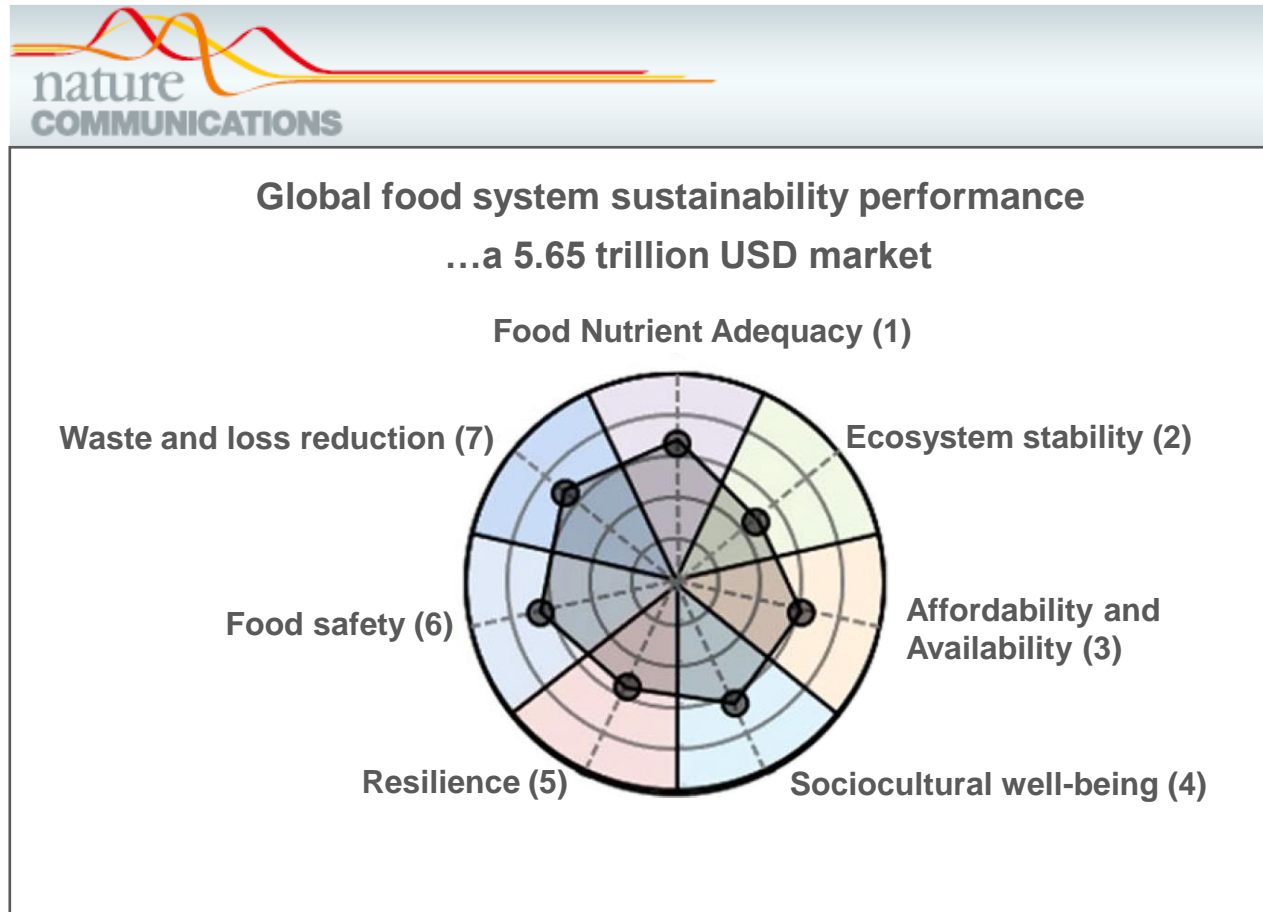 nature
COMMUNICATIONS
Global food system sustainability performance
…a 5.65 trillion USD market
Food Nutrient Adequacy (1)
Waste and loss reduction (7)
Ecosystem stability (2)
Food safety (6)
Affordability and
Availability (3)
Resilience (5)
Sociocultural well-being (4)